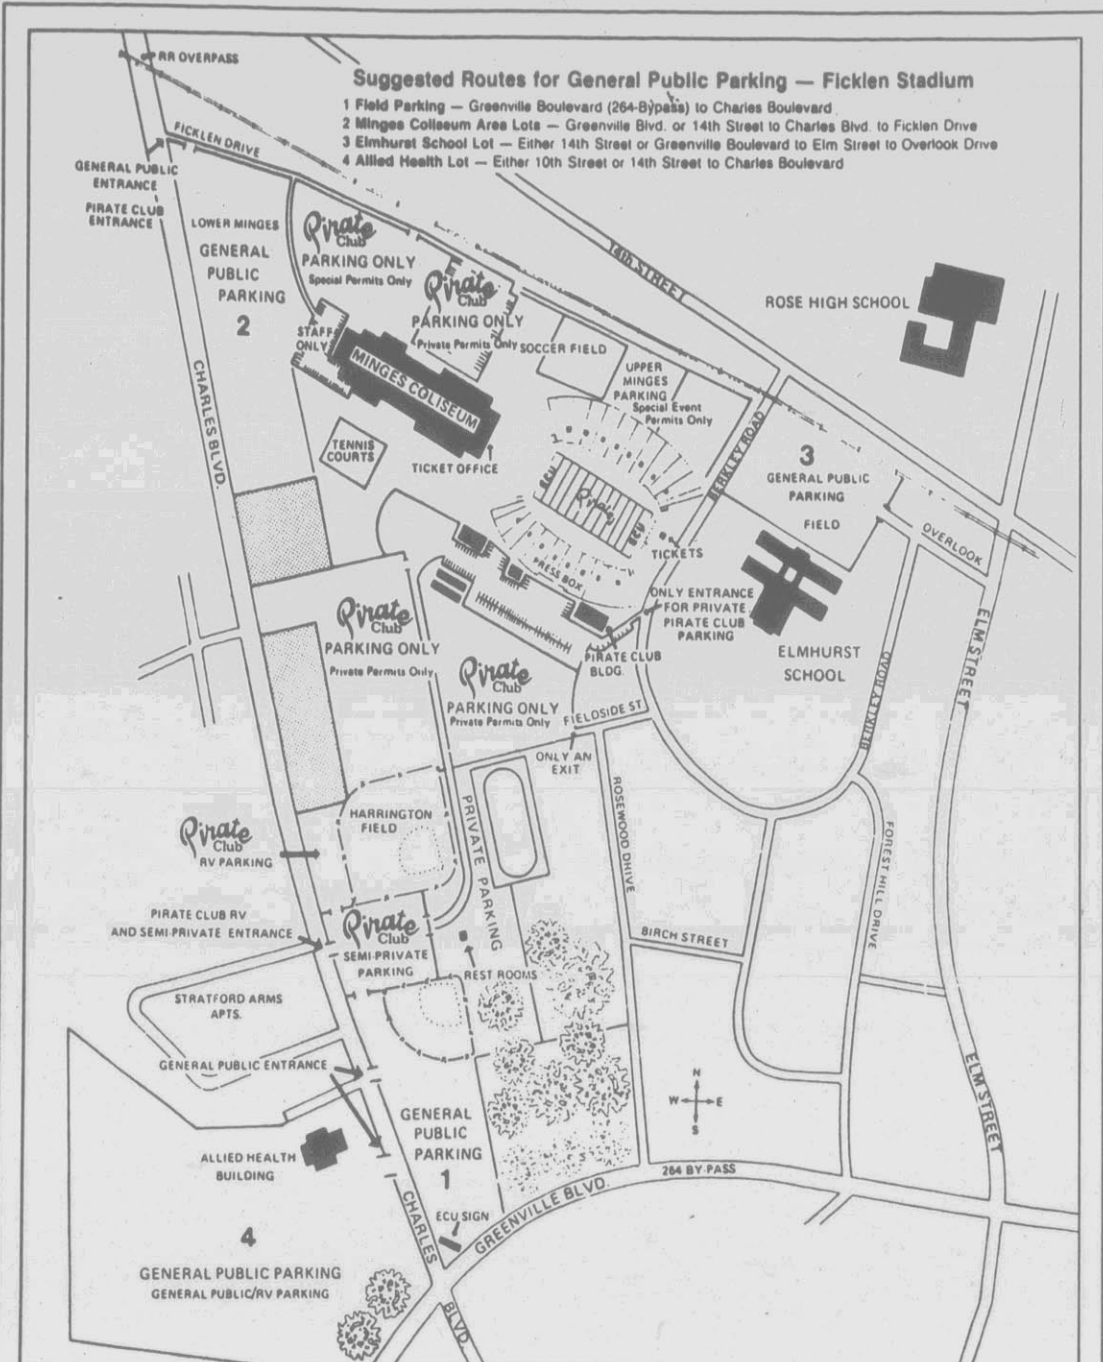 RR OVERPASS
Suggested Routes for General Public Parking — Ficklen Stadium
1 Field Parking — Greenville Boulevard (264-Bypass) to Charles Boulevard
2 Minges Coliseum Area Lots — Greenville Blvd. or 14th Street to Charles Blvd. to Ficklen Drive
3 Elmhurst School Lot — Either 14th Street or Greenville Boulevard to Elm Street to Overlook Drive
4 Allied Health Lot — Either 10th Street or 14th Street to Charles Boulevard
FICKLEN DRIVE
GENERAL PUBLIC
ENTRANCE
PIRATE CLUB
ENTRANCE
LOWER MINGES
GENERAL
PUBLIC
PARKING
2
Pirate
Club
PARKING ONLY
Special Permits Only
Pirate
Club
PARKING ONLY
Private Permits Only
14th STREET
ROSE HIGH SCHOOL
STAFF
ONLY
MINGES COLISEUM
SOCCER FIELD
UPPER
MINGES
PARKING
Special Event
Permits Only
CHARLES BLVD.
TENNIS
COURTS
TICKET OFFICE
BERKLEY ROAD
3
GENERAL PUBLIC
PARKING
FIELD
ECU
Pirates
ECU
OVERLOOK
TICKETS
PRESS BOX
ONLY ENTRANCE
FOR PRIVATE
PIRATE CLUB
PARKING
ELMHURST
SCHOOL
ELM STREET
Pirate
Club
PARKING ONLY
Private Permits Only
PIRATE CLUB
BLDG.
Pirate
Club
PARKING ONLY
Private Permits Only
FIELDSIDE ST
BERKLEY ROAD
ONLY AN
EXIT
HARRINGTON
FIELD
PRIVATE PARKING
ROSEWOOD DRIVE
FOREST HILL DRIVE
Pirate
Club
RV PARKING
PIRATE CLUB RV
AND SEMI-PRIVATE ENTRANCE
Pirate
Club
SEMI-PRIVATE
PARKING
BIRCH STREET
REST ROOMS
STRATFORD ARMS
APTS.
GENERAL PUBLIC ENTRANCE
N
W E
S
ELM STREET
GENERAL
PUBLIC
PARKING
1
ALLIED HEALTH
BUILDING
264 BY-PASS
GREENVILLE BLVD.
ECU SIGN
CHARLES
BLVD.
4
GENERAL PUBLIC PARKING
GENERAL PUBLIC/RV PARKING